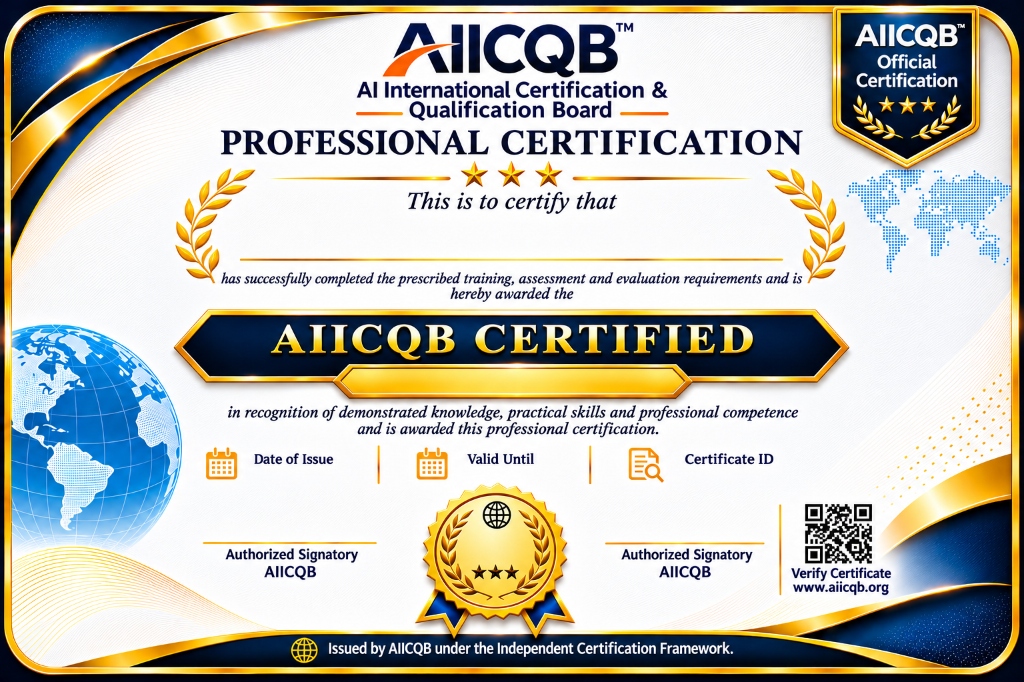 AIICQB™
AI International Certification &
Qualification Board
AIICQB™
Official
Certification
PROFESSIONAL CERTIFICATION
This is to certify that
has successfully completed the prescribed training, assessment and evaluation requirements and is
hereby awarded the
AIICQB CERTIFIED
in recognition of demonstrated knowledge, practical skills and professional competence
and is awarded this professional certification.
Date of Issue
Valid Until
Certificate ID
Authorized Signatory
AIICQB
Authorized Signatory
AIICQB
Verify Certificate
www.aiicqb.org
Issued by AIICQB under the Independent Certification Framework.